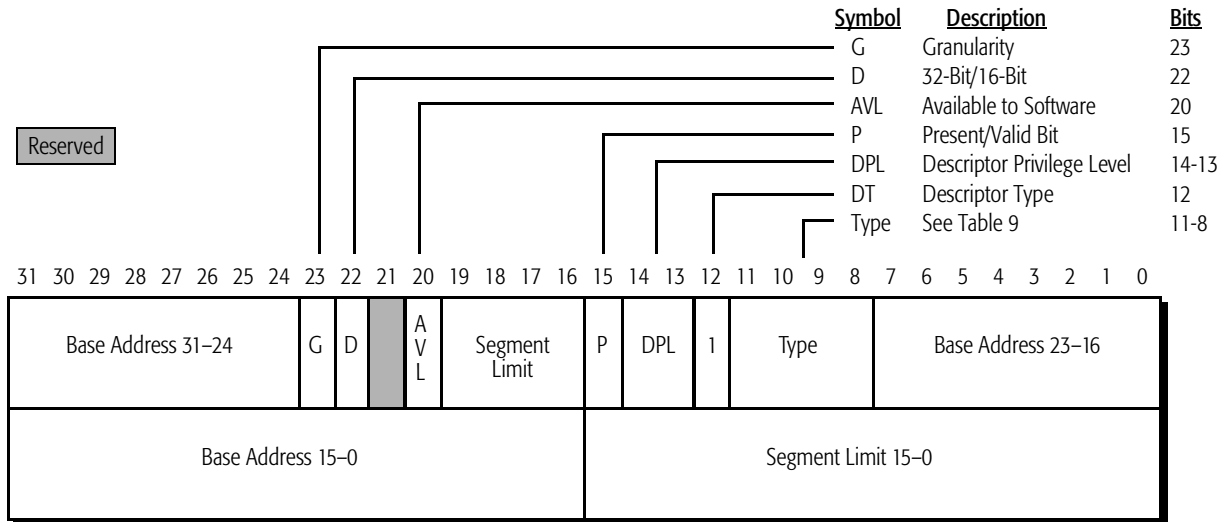 Symbol Description Bits
G Granularity 23
D 32-Bit/16-Bit 22
AVL Available to Software 20
P Present/Valid Bit 15
DPL Descriptor Privilege Level 14-13
DT Descriptor Type 12
Type See Table 9 11-8
Reserved
31 30 29 28 27 26 25 24 23 22 21 20 19 18 17 16 15 14 13 12 11 10 9 8 7 6 5 4 3 2 1 0
Base Address 31–24 G D A V L Segment Limit P DPL 1 Type Base Address 23–16
Base Address 15–0 Segment Limit 15–0